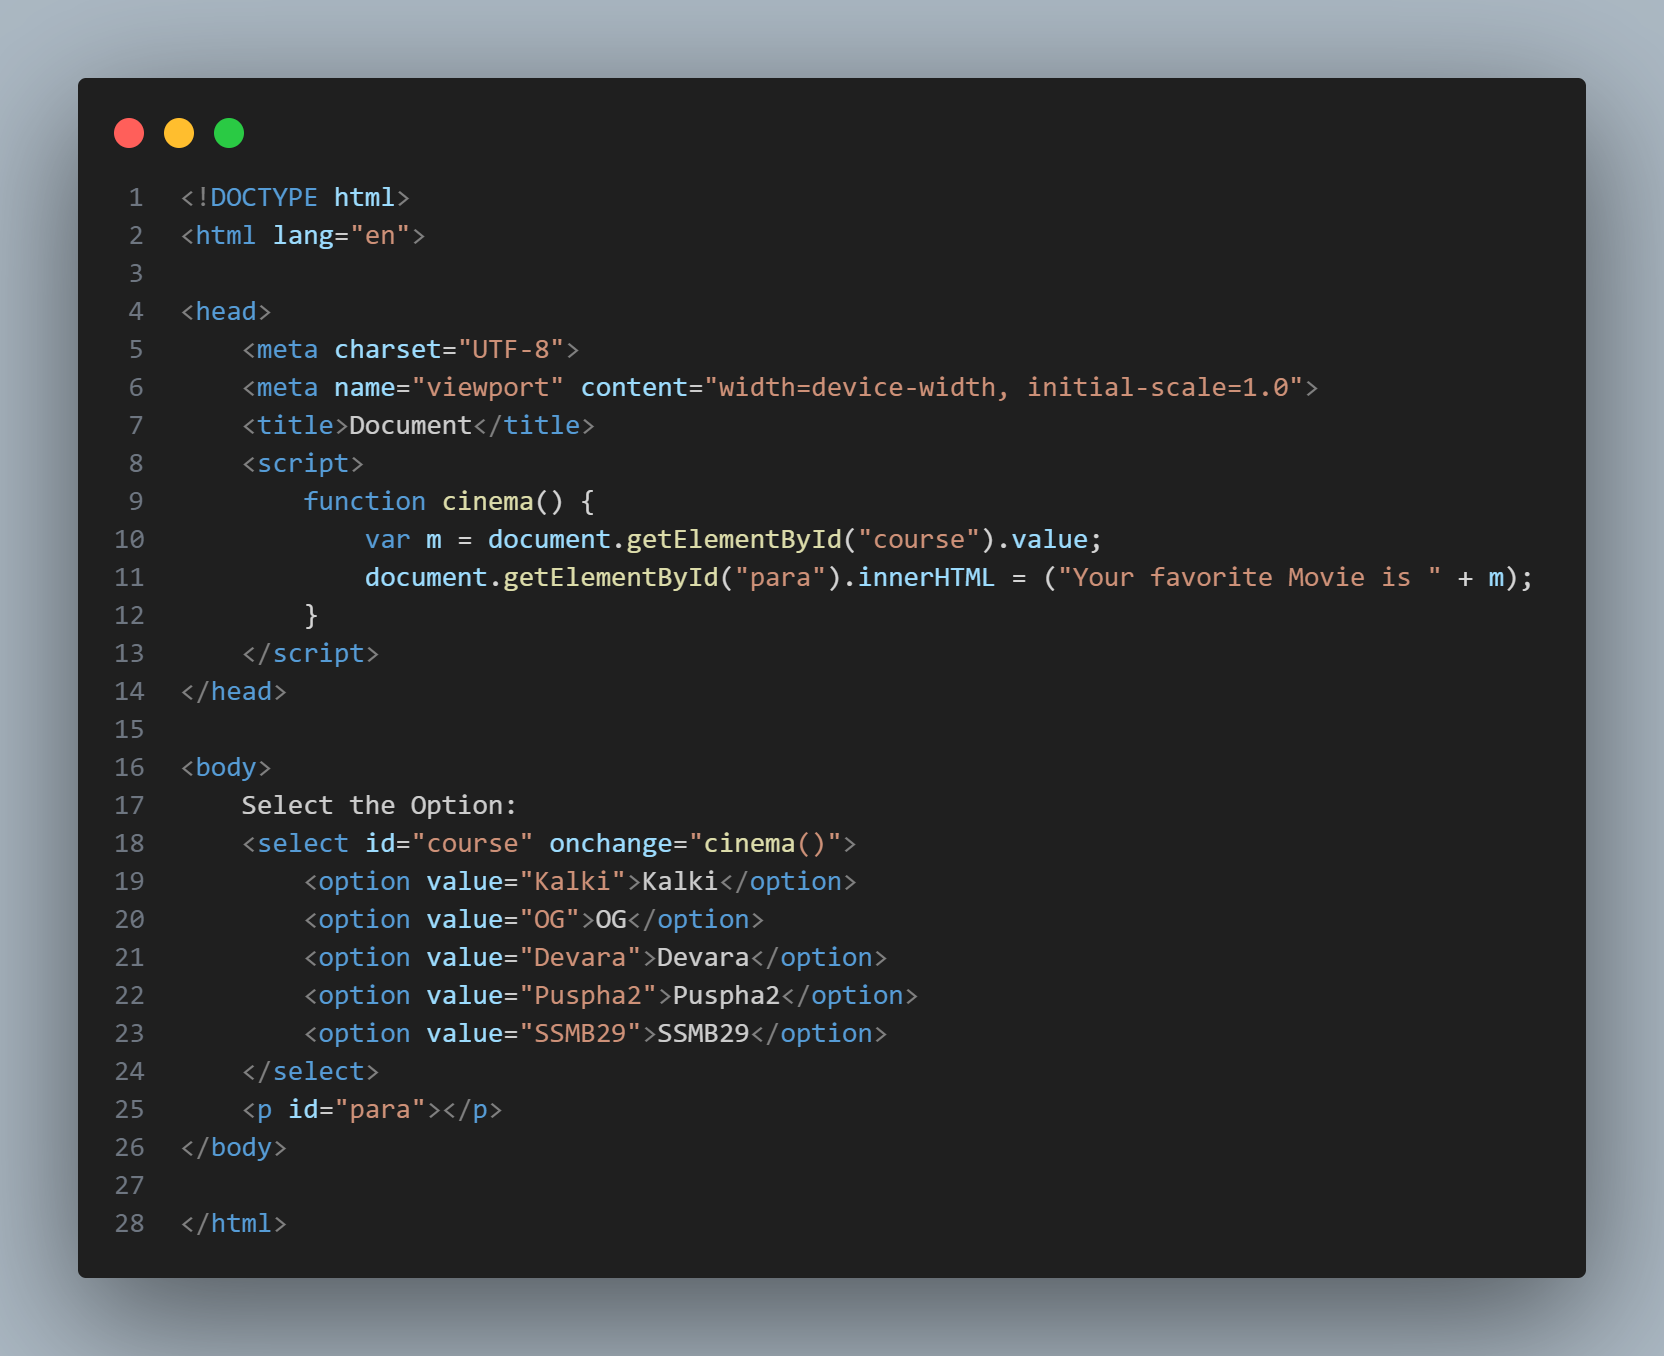 1 <!DOCTYPE html>
2 <html lang="en">
3
4 <head>
5     <meta charset="UTF-8">
6     <meta name="viewport" content="width=device-width, initial-scale=1.0">
7     <title>Document</title>
8     <script>
9         function cinema() {
10             var m = document.getElementById("course").value;
11             document.getElementById("para").innerHTML = ("Your favorite Movie is " + m);
12         }
13     </script>
14 </head>
15
16 <body>
17     Select the Option:
18     <select id="course" onchange="cinema()">
19         <option value="Kalki">Kalki</option>
20         <option value="OG">OG</option>
21         <option value="Devara">Devara</option>
22         <option value="Puspha2">Puspha2</option>
23         <option value="SSMB29">SSMB29</option>
24     </select>
25     <p id="para"></p>
26 </body>
27
28 </html>